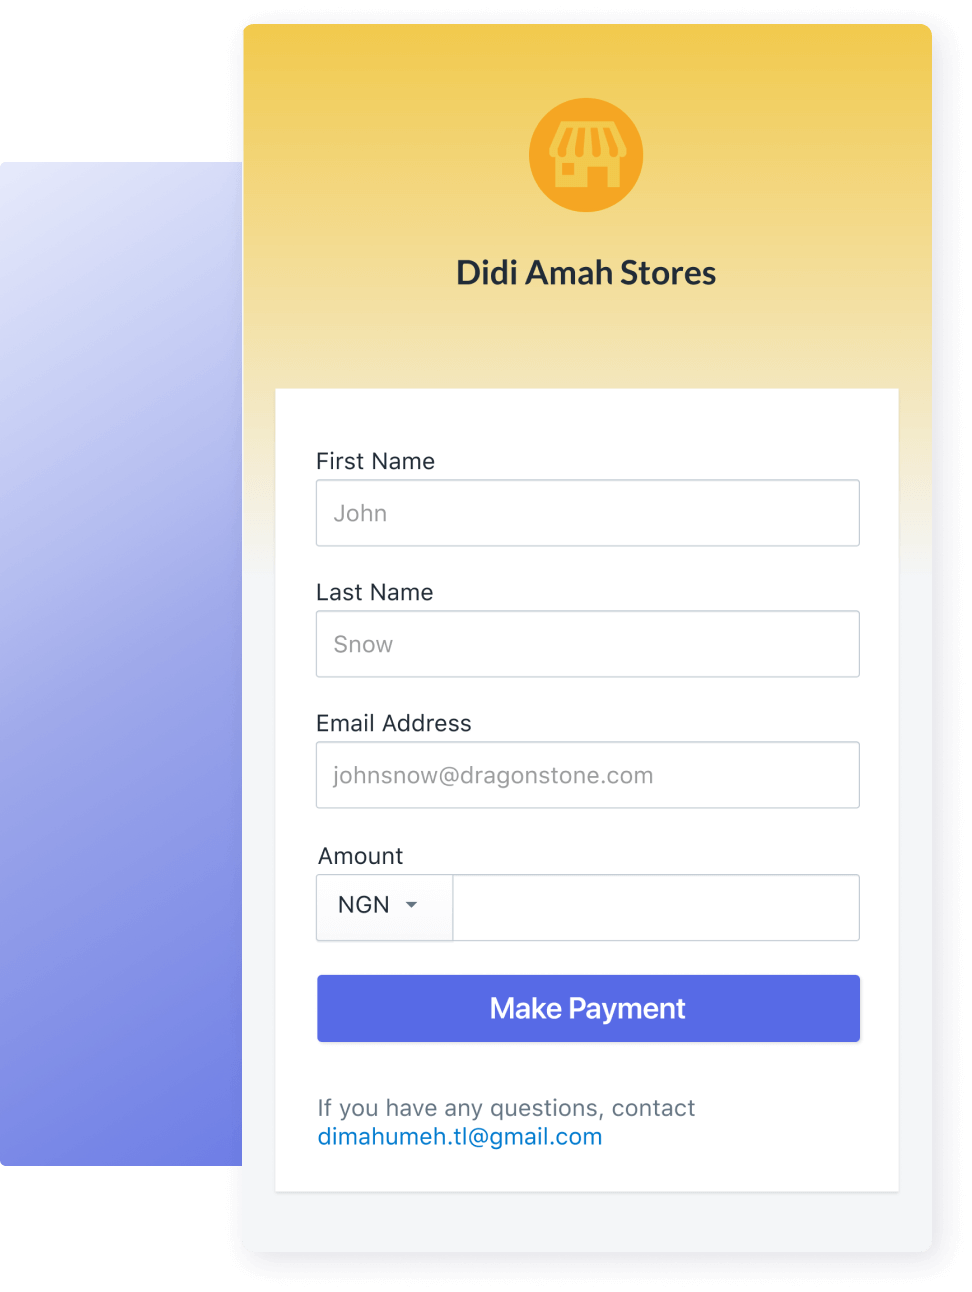 Didi Amah Stores
First Name
John
Last Name
Snow
Email Address
johnsnow@dragonstone.com
Amount
NGN
Make Payment
If you have any questions, contact
dimahumeh.tl@gmail.com